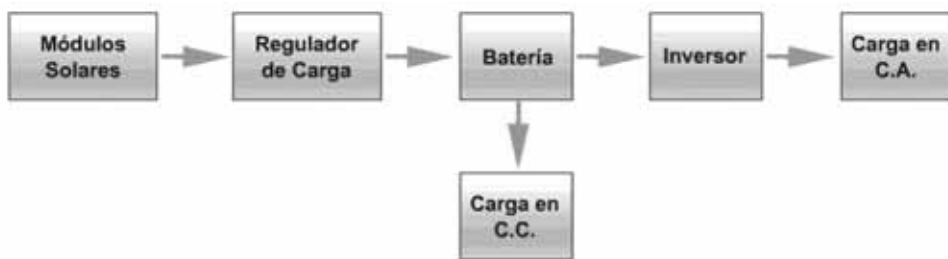 Módulos
Solares
Regulador
de Carga
Batería
Inversor
Carga en
C.A.
Carga en
C.C.